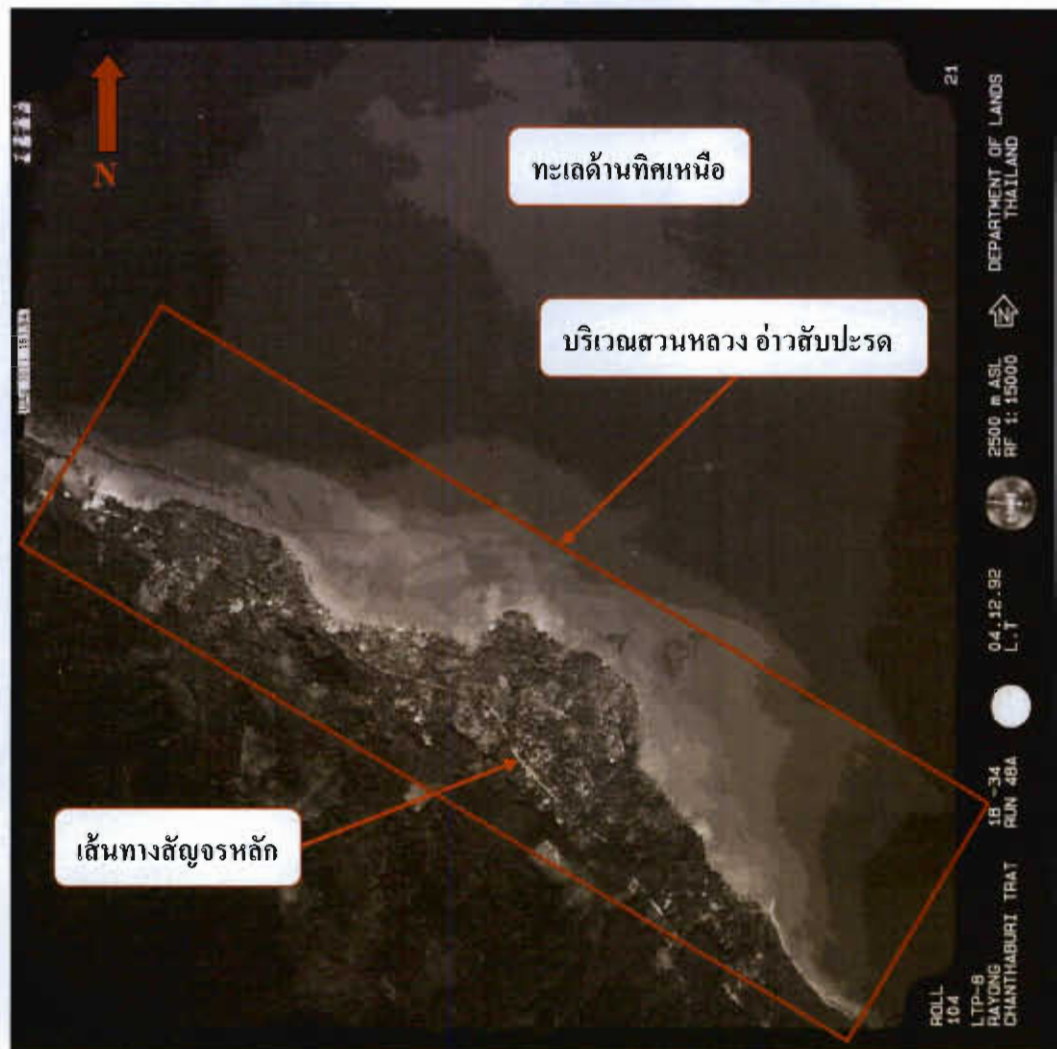 N
ทะเลด้านทิศเหนือ
บริเวณสวนหลวง อ่าวสับปะรด
เส้นทางสัญจรหลัก
21
DEPARTMENT OF LANDS
THAILAND
2500 m ASL
RF 1: 15000
04.12.92
L.T
18 -34
RUN 48A
ROLL
104
LTP-8
RAYONG
CHANTHABURI TRAT